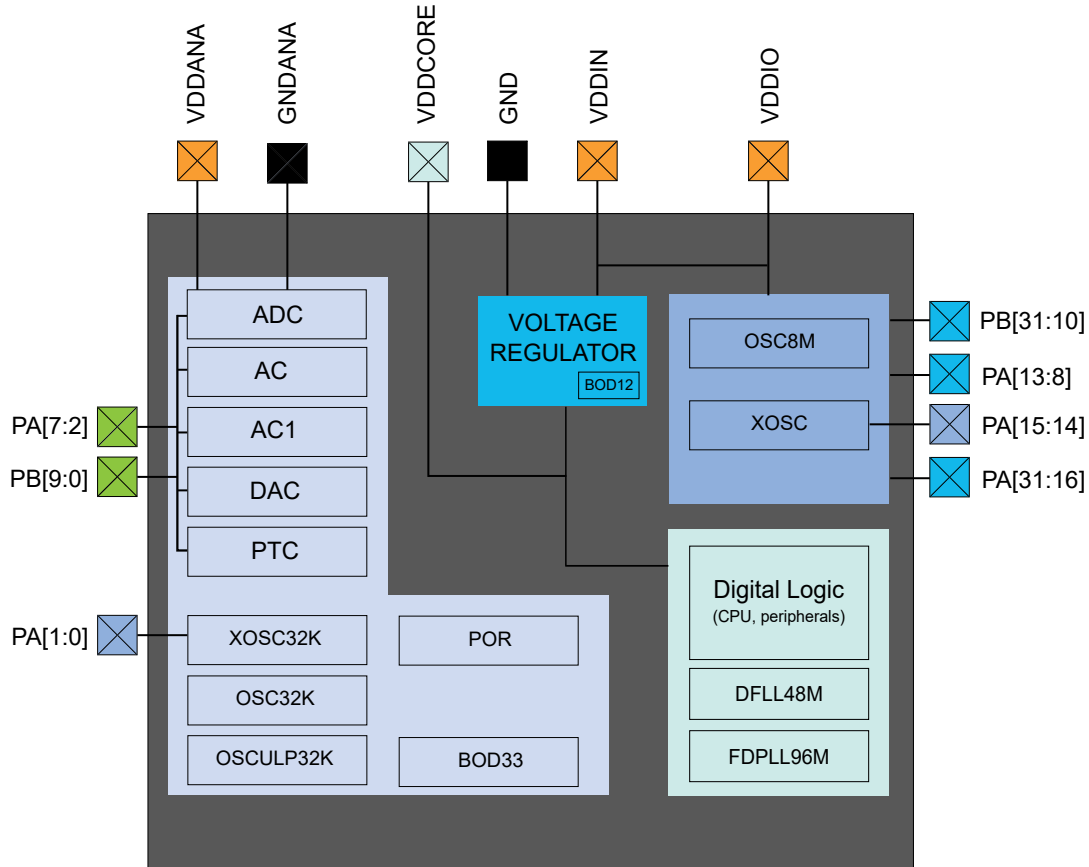 VDDANA
GNDANA
VDDCORE
GND
VDDIN
VDDIO
ADC
AC
AC1
DAC
PTC
PA[7:2]
PB[9:0]
PA[1:0]
XOSC32K
OSC32K
OSCULP32K
POR
BOD33
VOLTAGE
REGULATOR
BOD12
OSC8M
XOSC
PB[31:10]
PA[13:8]
PA[15:14]
PA[31:16]
Digital Logic
(CPU, peripherals)
DFLL48M
FDPLL96M